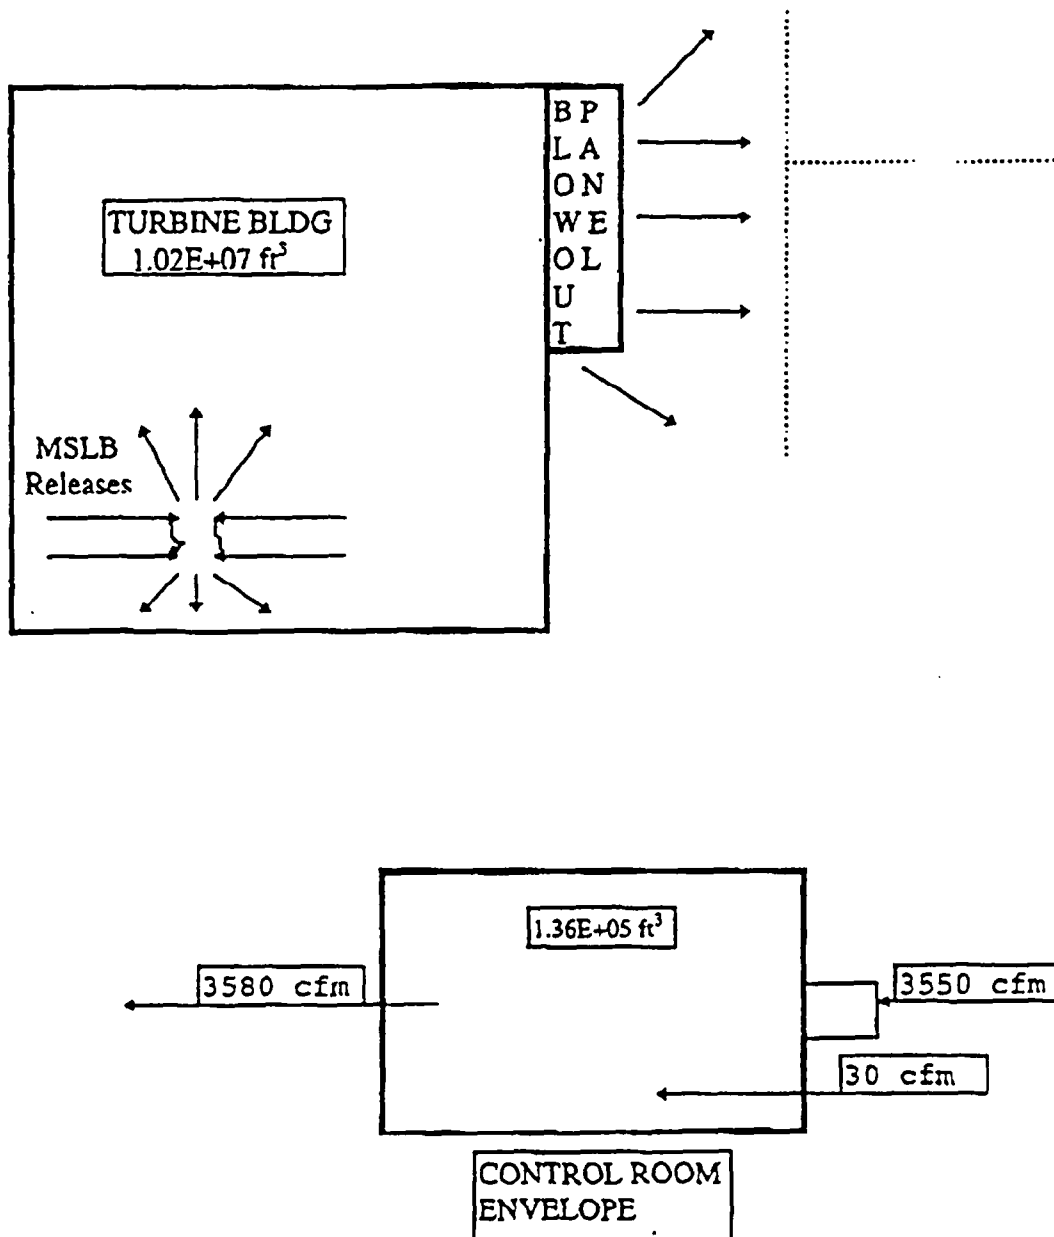 B P
L A
O N
W E
O L
U
T
TURBINE BLDG
1.02E+07 ft³
MSLB
Releases
1.36E+05 ft³
3580 cfm
3550 cfm
30 cfm
CONTROL ROOM
ENVELOPE